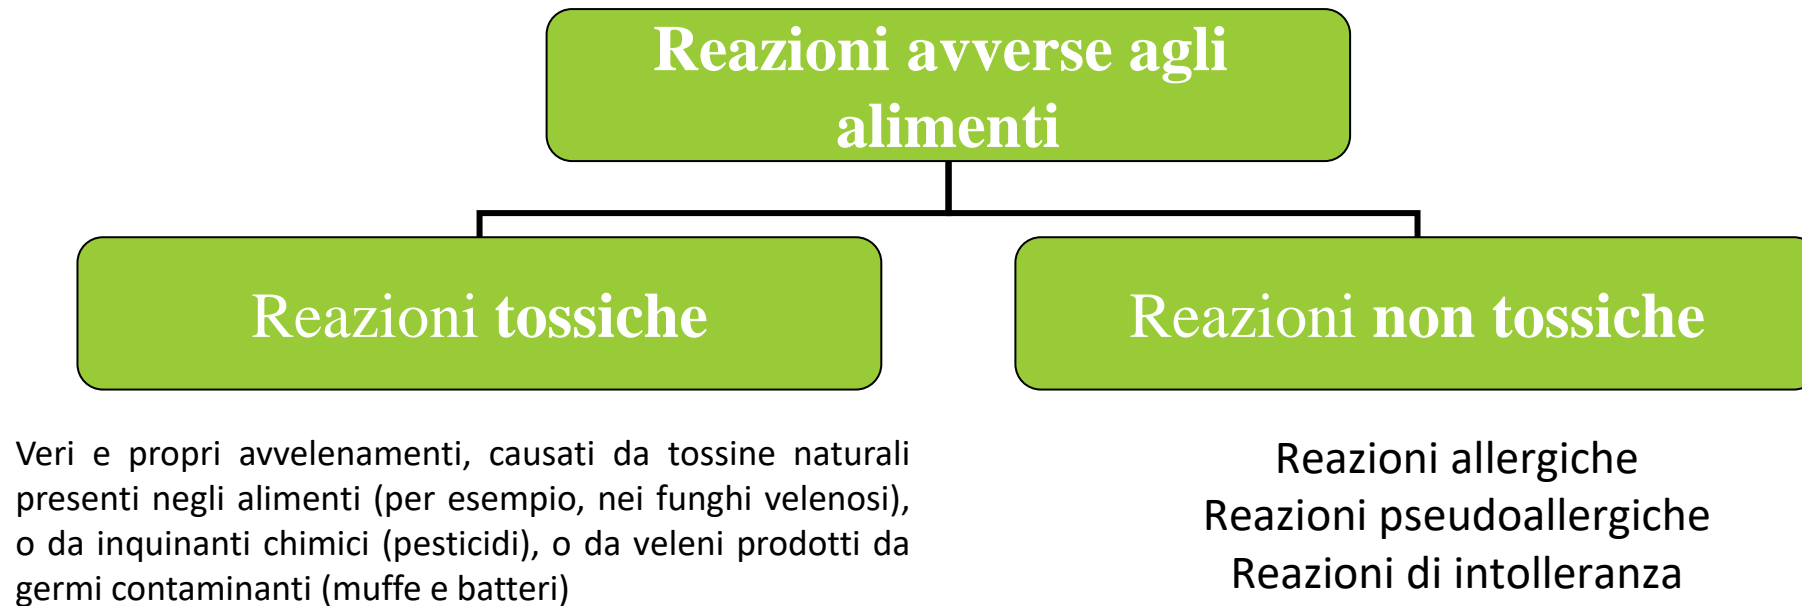 Reazioni avverse agli
alimenti
Reazioni tossiche
Reazioni non tossiche
Veri e propri avvelenamenti, causati da tossine naturali
presenti negli alimenti (per esempio, nei funghi velenosi),
o da inquinanti chimici (pesticidi), o da veleni prodotti da
germi contaminanti (muffe e batteri)
Reazioni allergiche
Reazioni pseudoallergiche
Reazioni di intolleranza